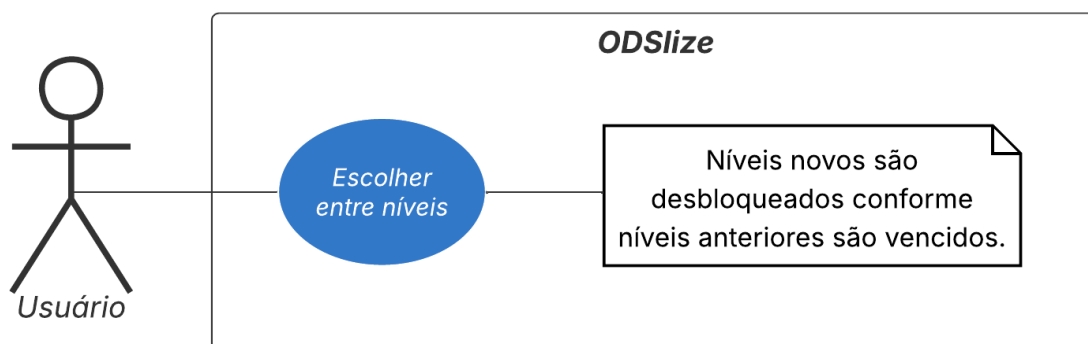 ODSlize
Escolher
entre níveis
Níveis novos são
desbloqueados conforme
níveis anteriores são vencidos.
Usuário